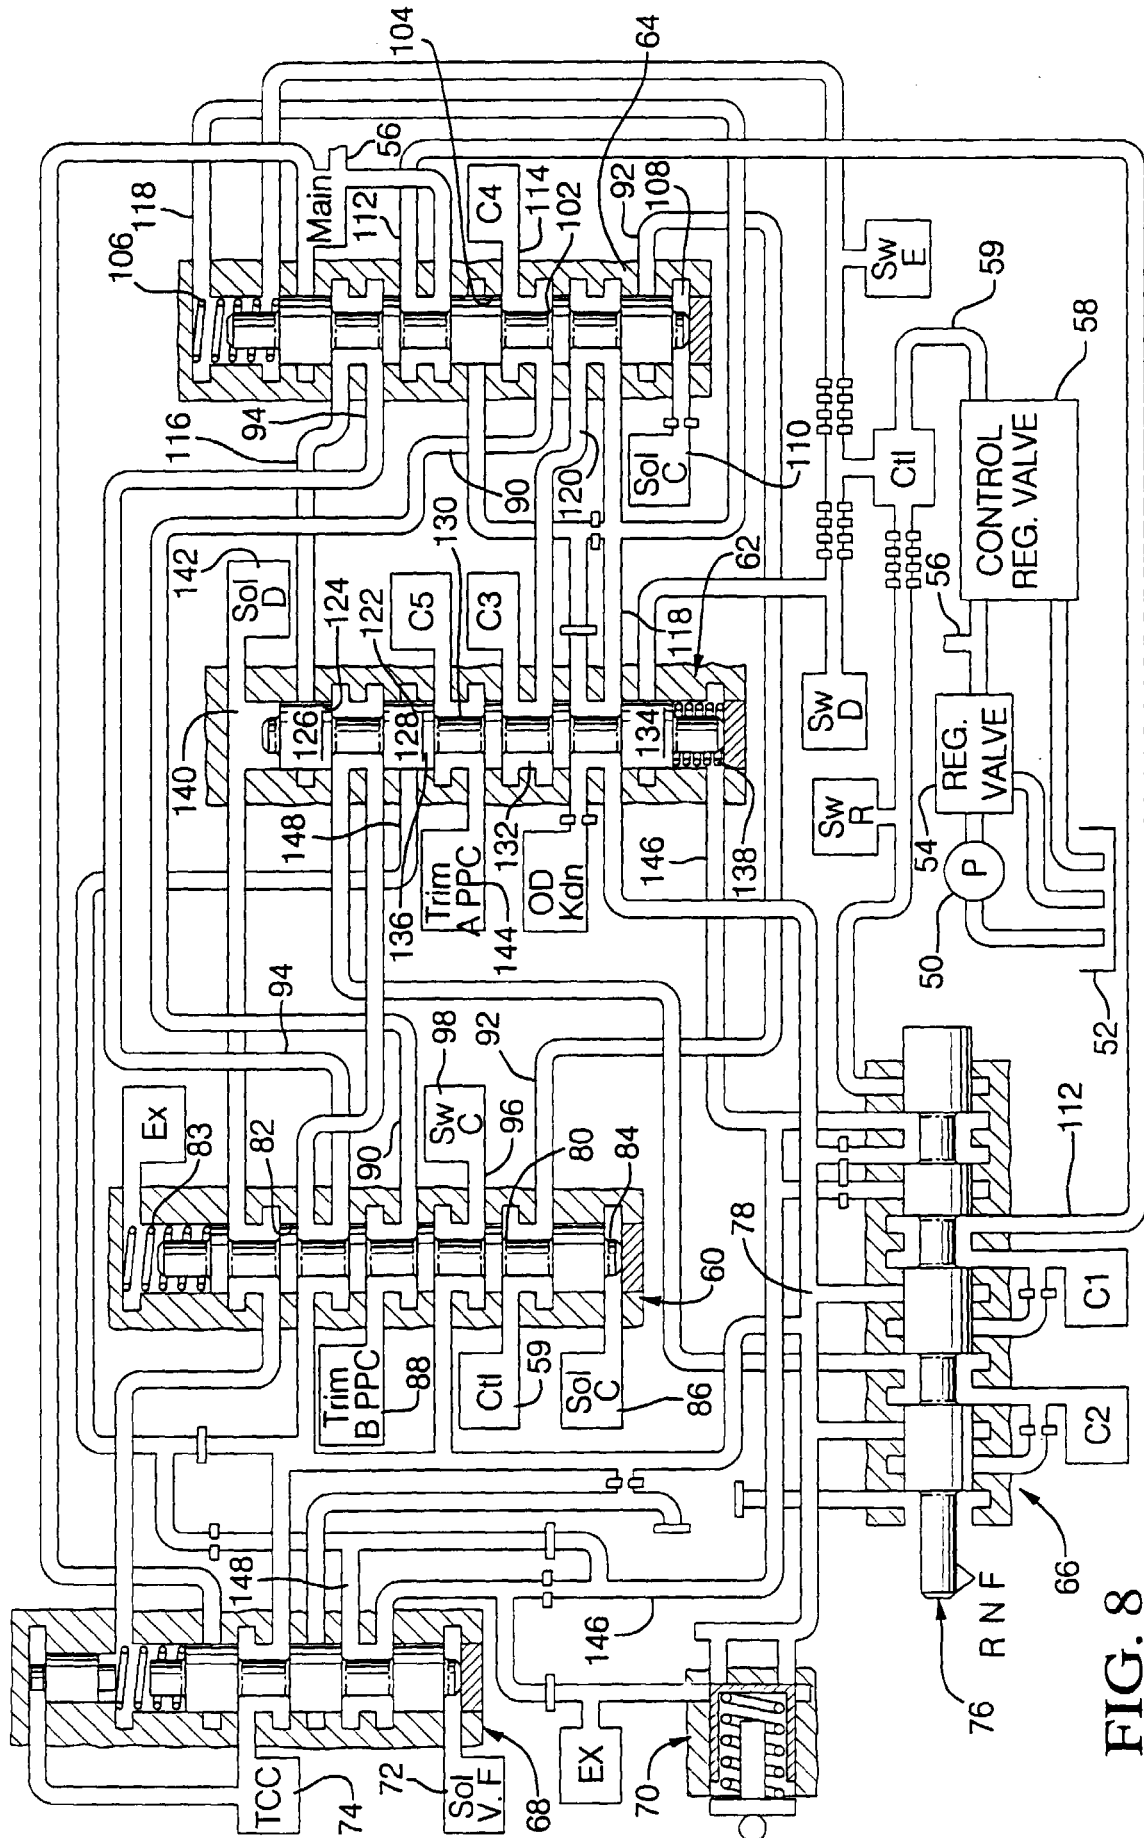 104
64
118
56
106
Main
112
C4
114
102
92
108
116
94
90
120
Sol
C
110
Sw
E
59
58
Ctl
CONTROL
REG. VALVE
56
142
Sol
D
124
122
130
C5
C3
118
62
140
126
128
132
134
138
148
136
Trim
A PPC
144
OD
Kdn
146
Sw
D
Sw
R
54
REG.
VALVE
P
50
52
94
98
Sw
C
92
90
96
Ex
83
82
80
84
60
78
Trim
B PPC
88
Ctl
59
Sol
C
86
112
C1
C2
66
148
146
TCC
74
72
Sol
V. F
68
EX
70
R N F
76
FIG. 8